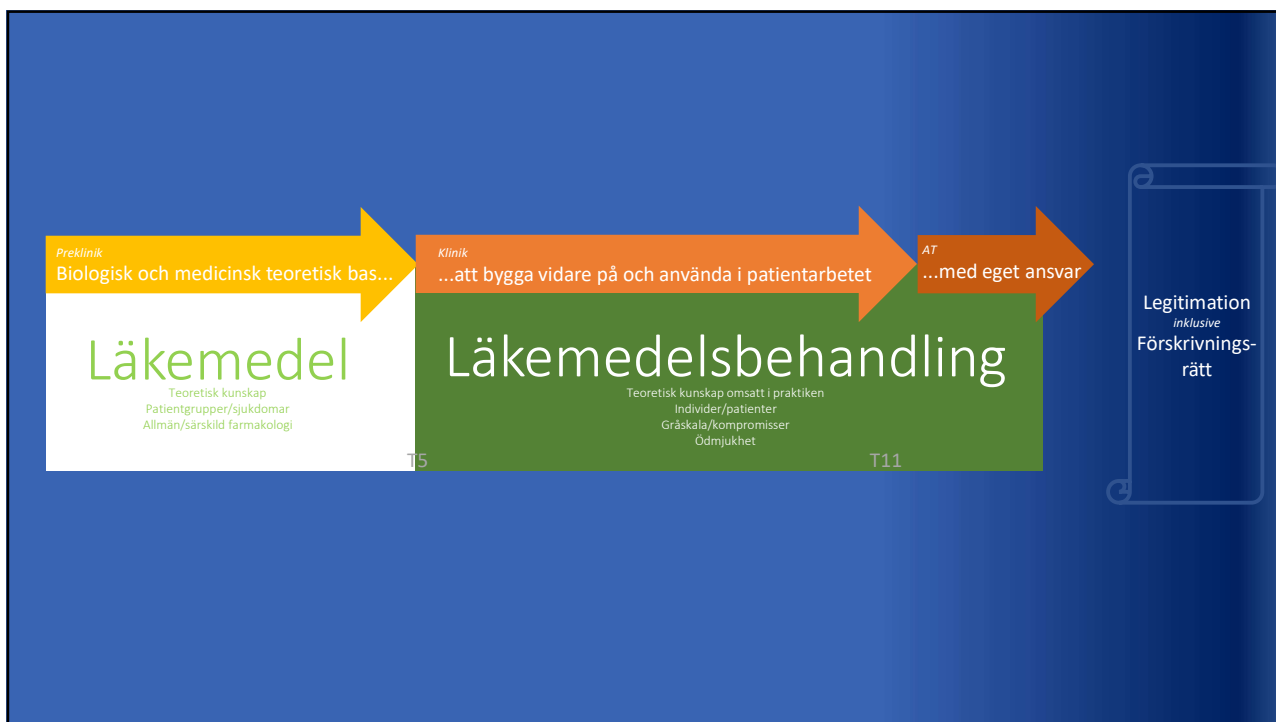 Preklinik
Biologisk och medicinsk teoretisk bas...
Klinik
...att bygga vidare på och använda i patientarbetet
AT
...med eget ansvar
Läkemedel
Teoretisk kunskap
Patientgrupper/sjukdomar
Allmän/särskild farmakologi
Läkemedelsbehandling
Teoretisk kunskap omsatt i praktiken
Individer/patienter
Gråskala/kompromisser
Ödmjukhet
T5
T11
Legitimation
inklusive
Förskrivnings-
rätt